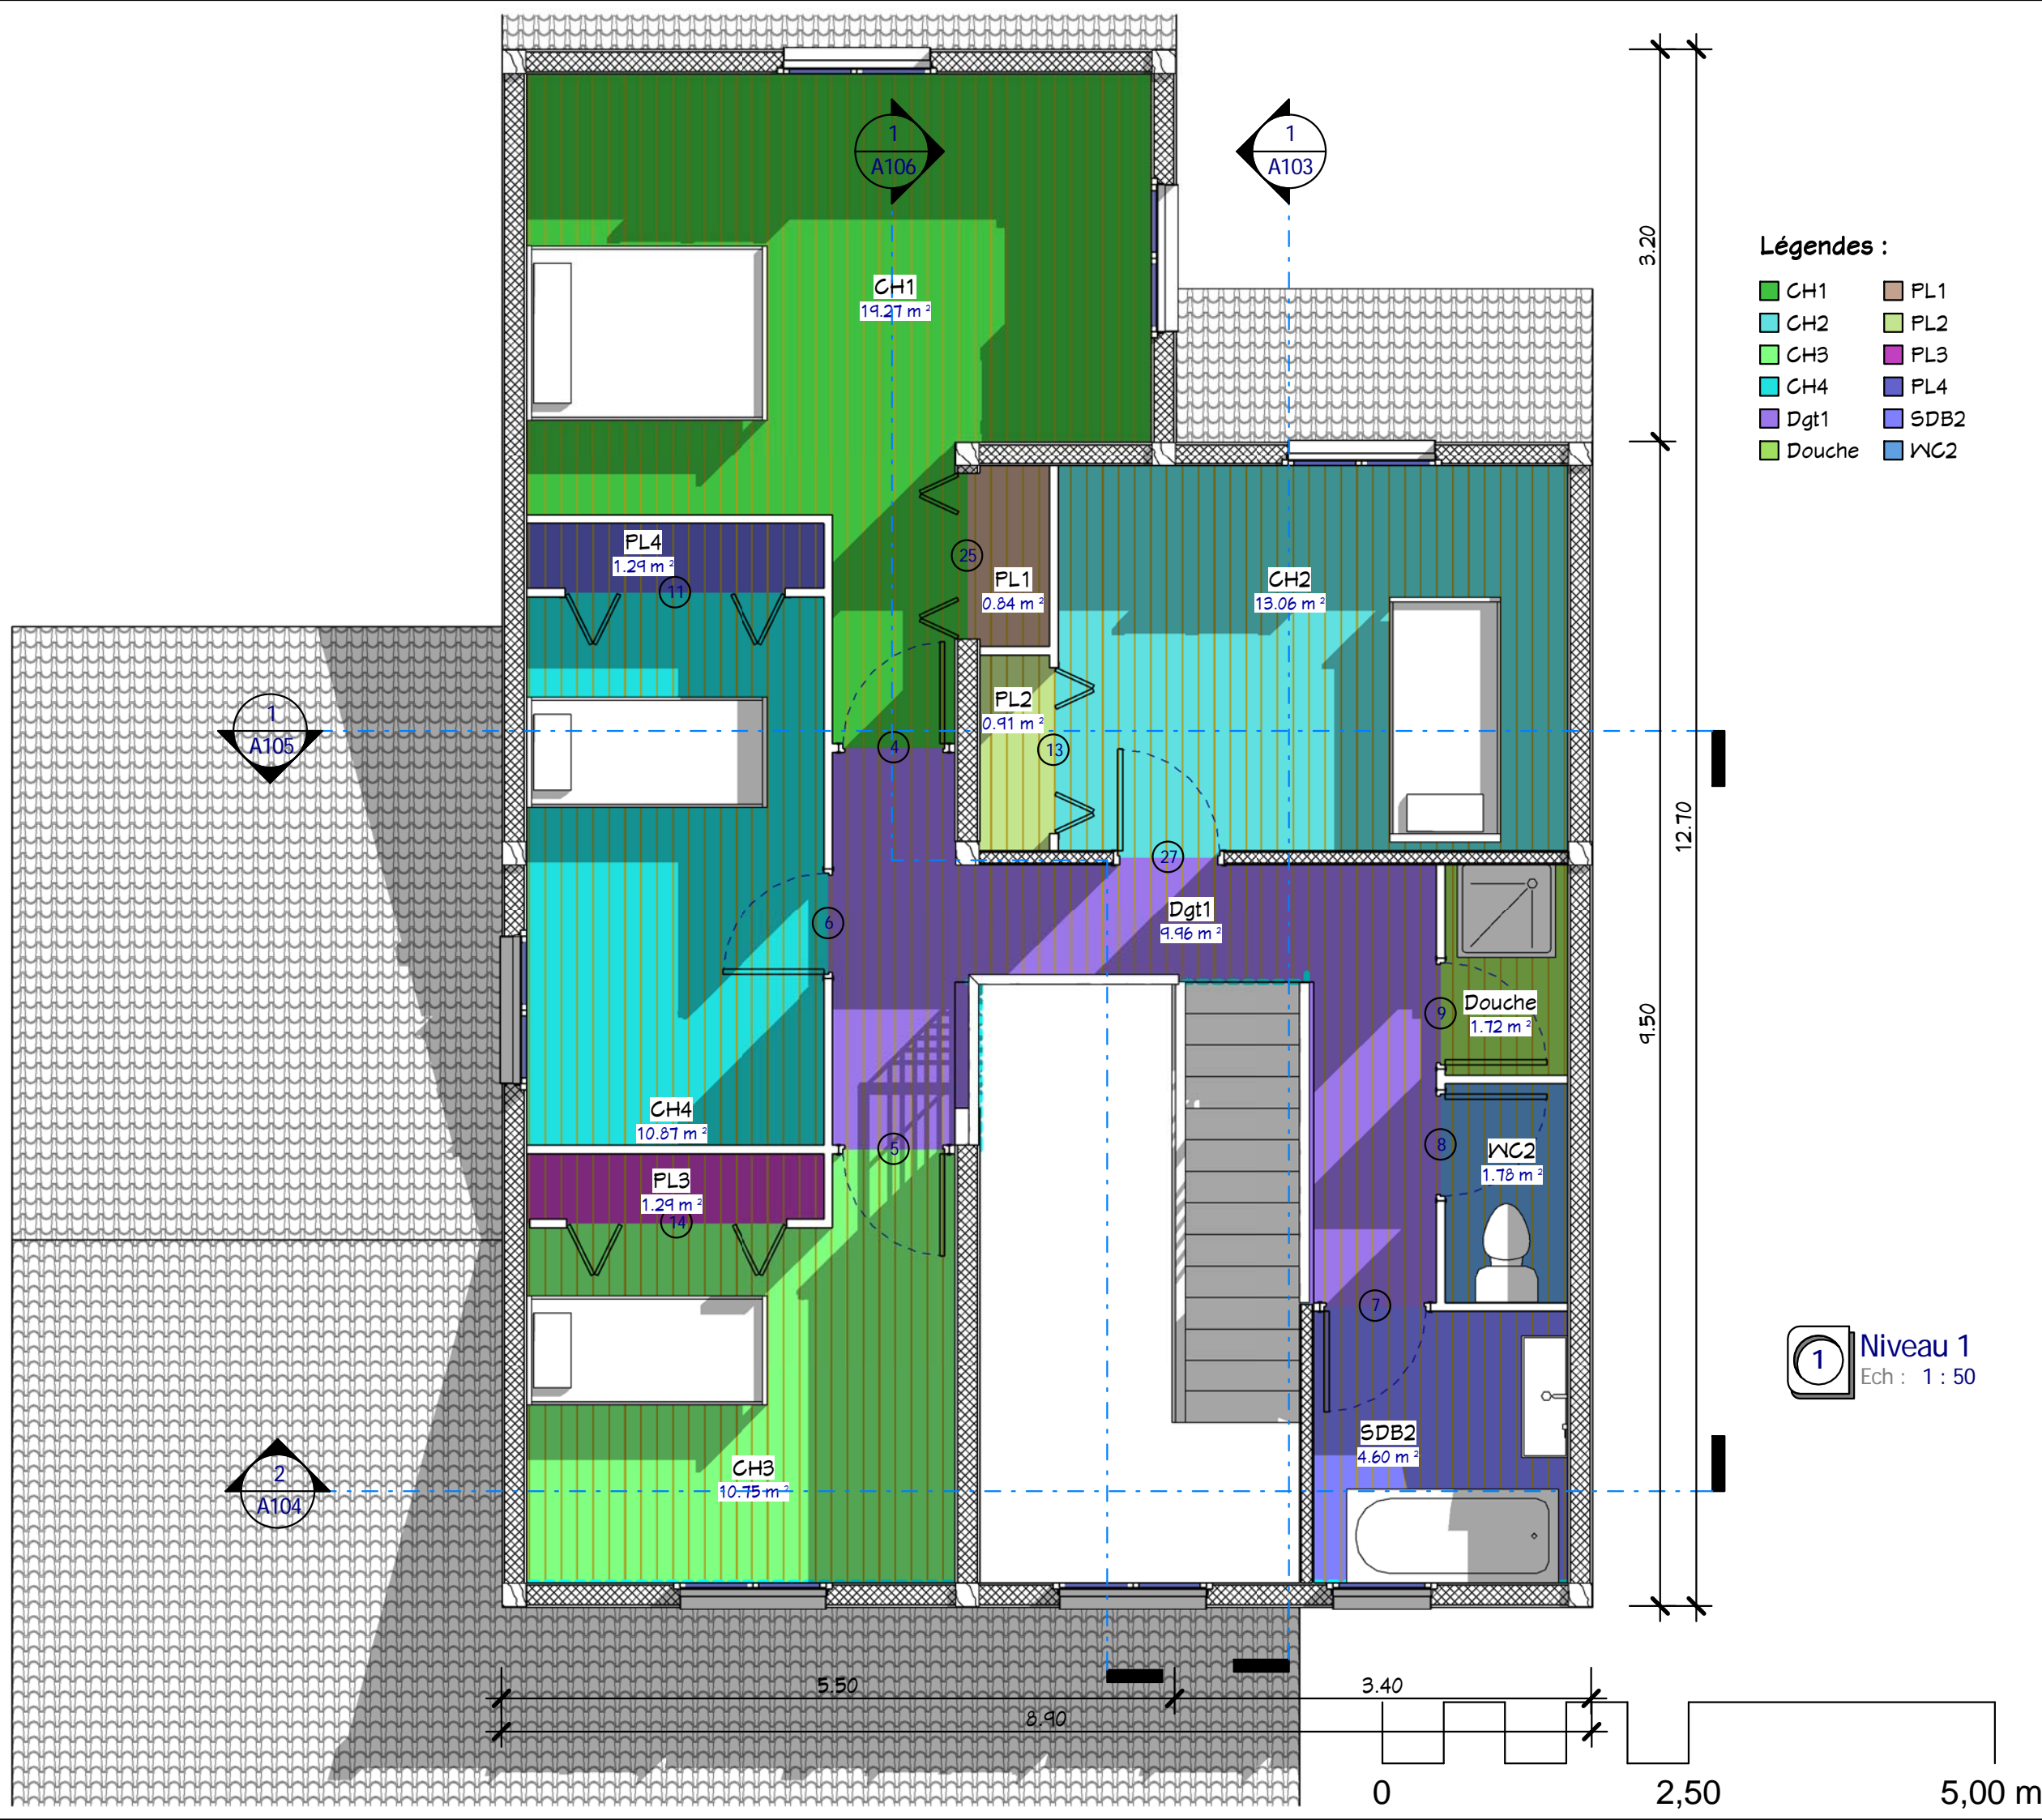 1
A106
1
A103
3.20
Légendes :
CH1
PL1
CH2
PL2
CH3
PL3
CH4
PL4
Dgt1
SDB2
Douche
WC2
CH1
19.27 m²
PL4
1.29 m²
11
25
PL1
0.84 m²
CH2
13.06 m²
PL2
0.91 m²
13
4
1
A105
12.70
27
6
Dgt1
9.96 m²
9.50
Douche
1.72 m²
9
CH4
10.87 m²
5
8
WC2
1.78 m²
PL3
1.29 m²
14
7
1
Niveau 1
Ech : 1 : 50
SDB2
4.60 m²
CH3
10.75 m²
2
A104
5.50
3.40
8.90
0
2,50
5,00 m